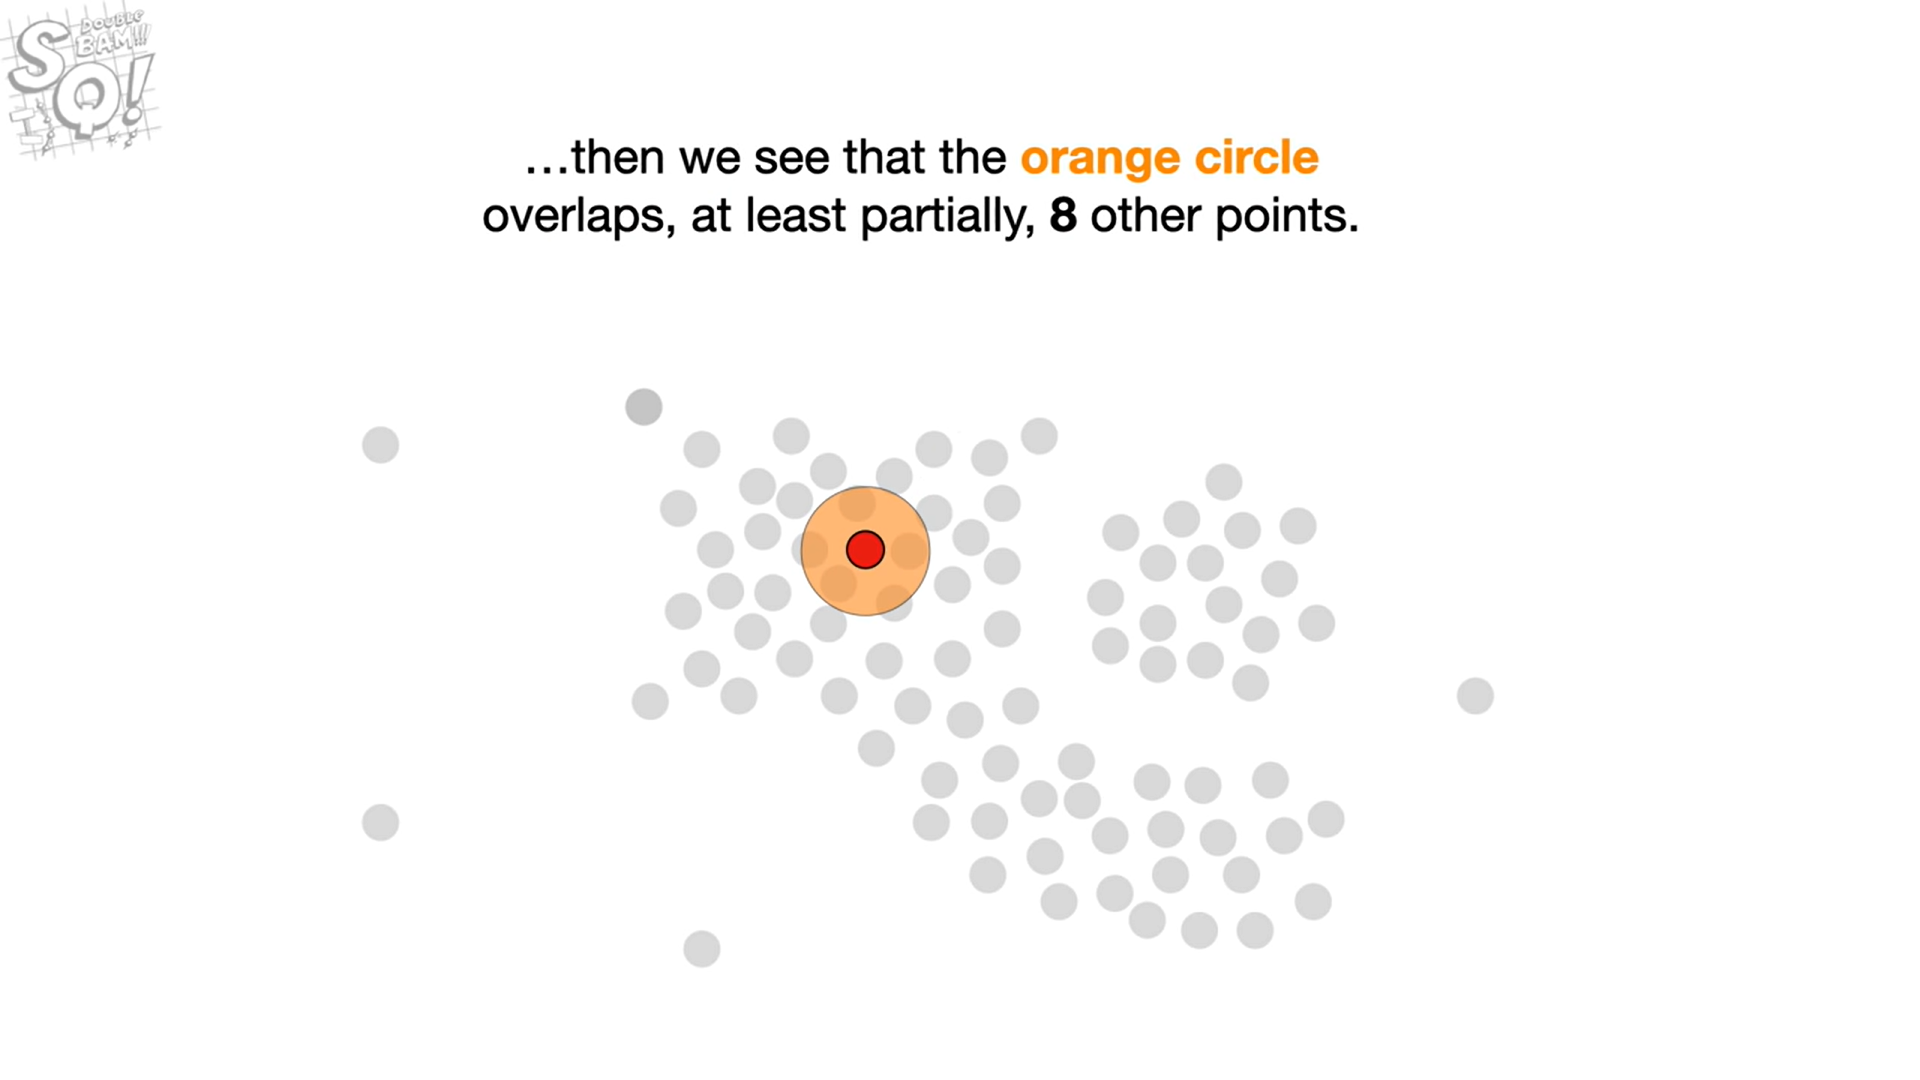 DOUBLE
BAM!!!
SQ!
…then we see that the orange circle
overlaps, at least partially, 8 other points.